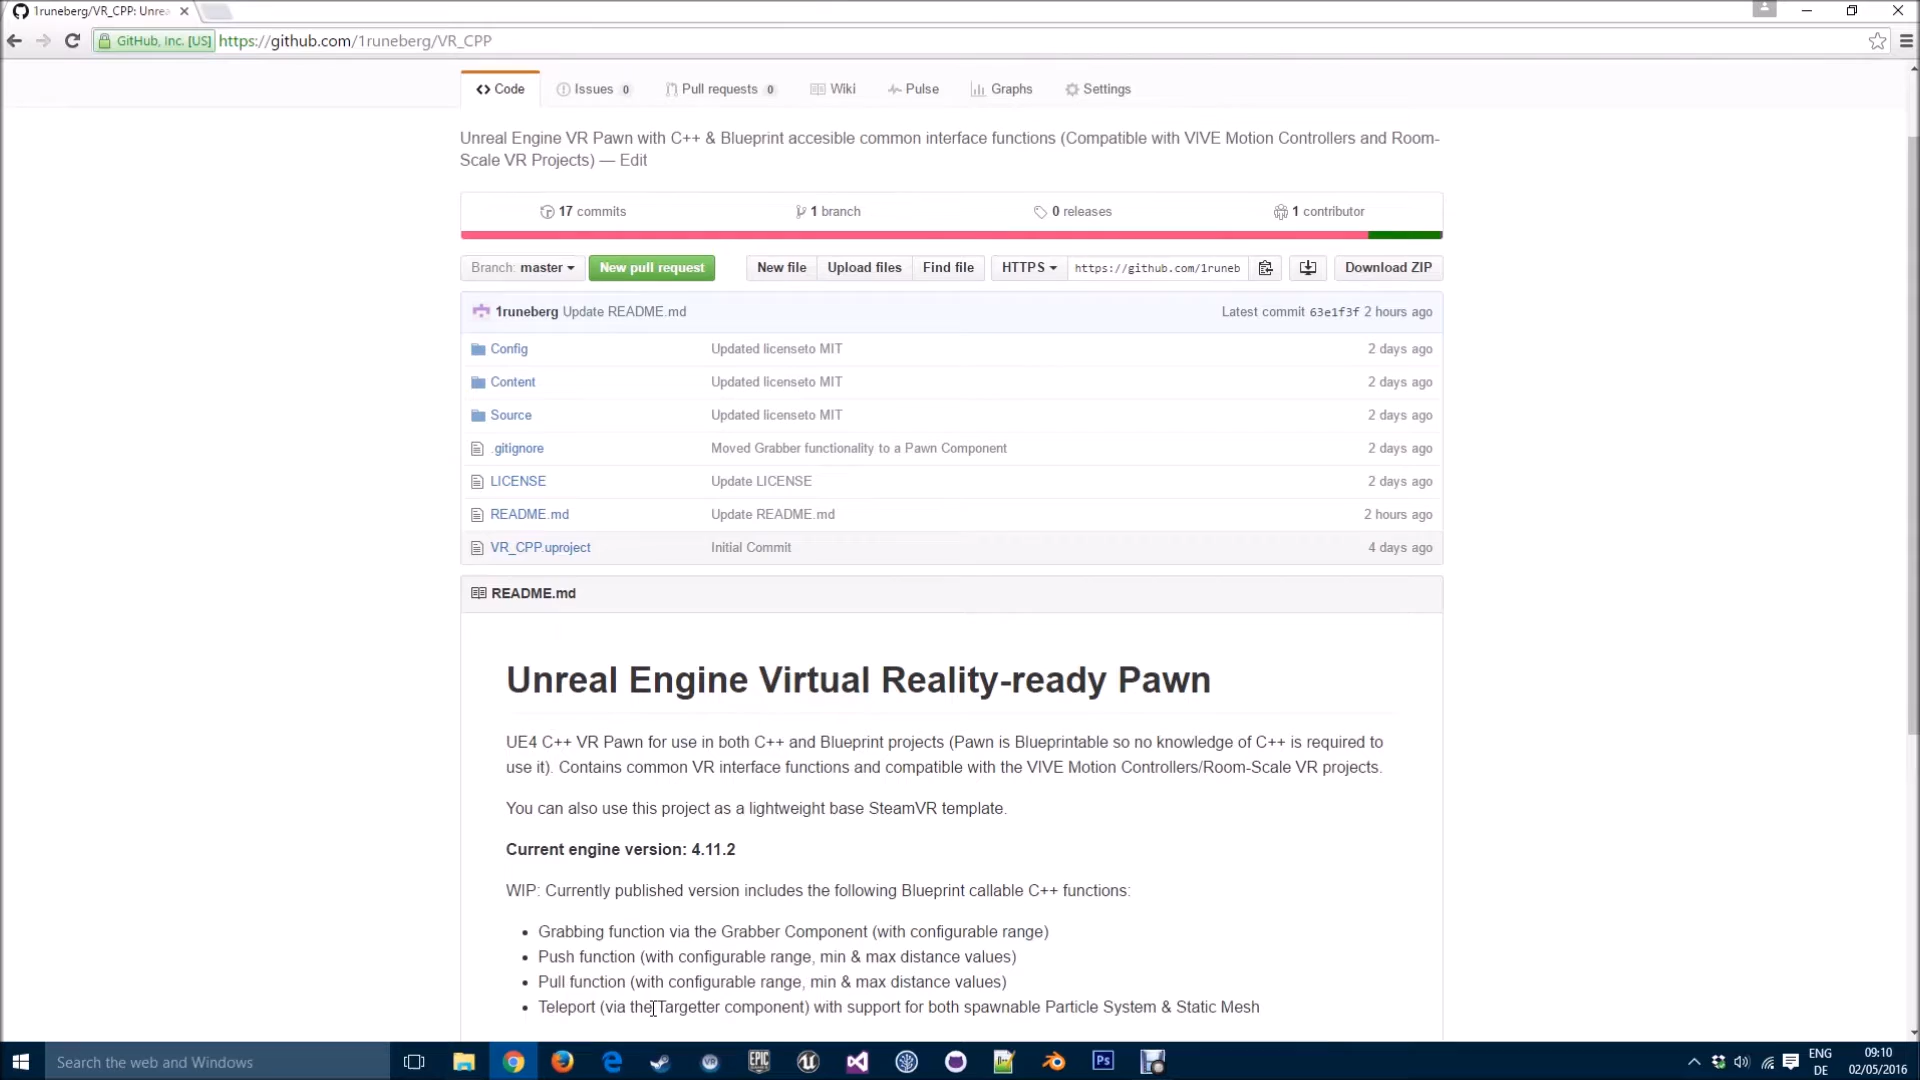 1runeberg/VR_CPP: Unrea
GitHub, Inc. [US] https://github.com/1runeberg/VR_CPP
Code Issues 0 Pull requests 0 Wiki Pulse Graphs Settings
Unreal Engine VR Pawn with C++ & Blueprint accesible common interface functions (Compatible with VIVE Motion Controllers and Room-
Scale VR Projects) — Edit
17 commits 1 branch 0 releases 1 contributor
Branch: master New pull request New file Upload files Find file HTTPS https://github.com/1runeb Download ZIP
1runeberg Update README.md Latest commit 63e1f3f 2 hours ago
Config Updated licenseto MIT 2 days ago
Content Updated licenseto MIT 2 days ago
Source Updated licenseto MIT 2 days ago
.gitignore Moved Grabber functionality to a Pawn Component 2 days ago
LICENSE Update LICENSE 2 days ago
README.md Update README.md 2 hours ago
VR_CPP.uproject Initial Commit 4 days ago
README.md
Unreal Engine Virtual Reality-ready Pawn
UE4 C++ VR Pawn for use in both C++ and Blueprint projects (Pawn is Blueprintable so no knowledge of C++ is required to
use it). Contains common VR interface functions and compatible with the VIVE Motion Controllers/Room-Scale VR projects.
You can also use this project as a lightweight base SteamVR template.
Current engine version: 4.11.2
WIP: Currently published version includes the following Blueprint callable C++ functions:
• Grabbing function via the Grabber Component (with configurable range)
• Push function (with configurable range, min & max distance values)
• Pull function (with configurable range, min & max distance values)
• Teleport (via the Targetter component) with support for both spawnable Particle System & Static Mesh
Search the web and Windows
VR
EPIC
Ps
ENG
DE
09:10
02/05/2016